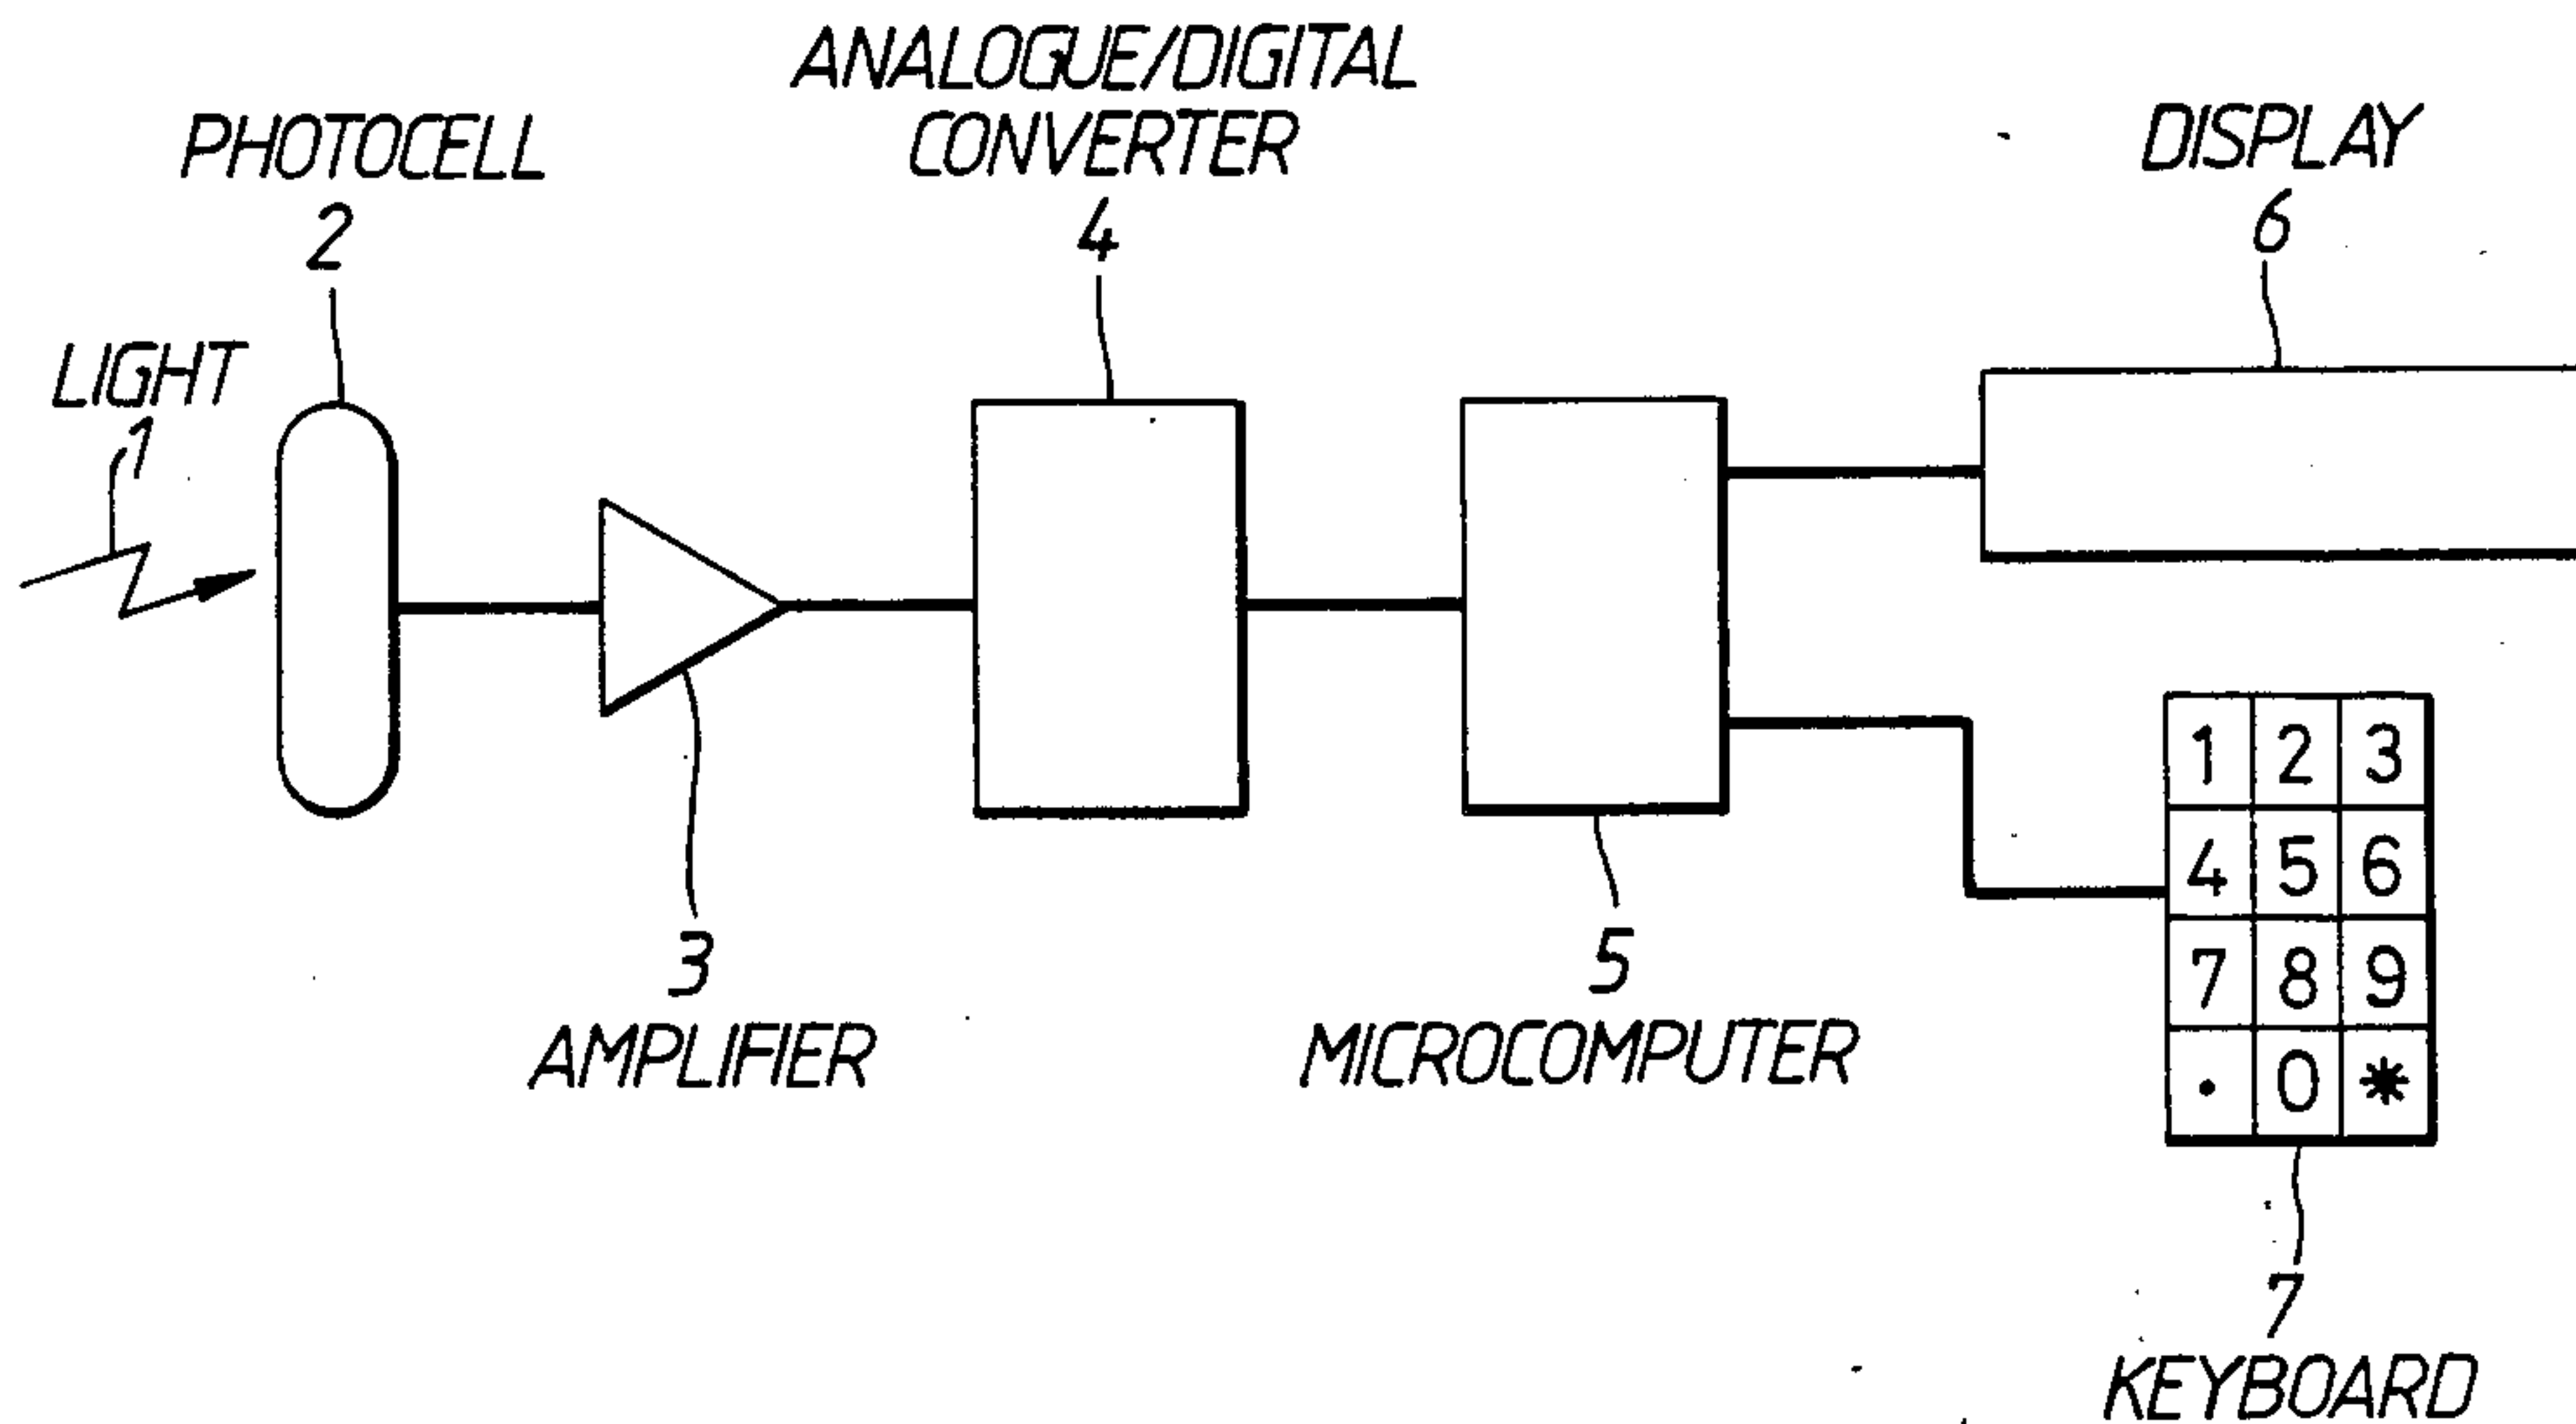 ANALOGUE/DIGITAL
CONVERTER
4
PHOTOCELL
2
DISPLAY
6
LIGHT
1
3
AMPLIFIER
5
MICROCOMPUTER
1 2 3
4 5 6
7 8 9
. 0 *
7
KEYBOARD